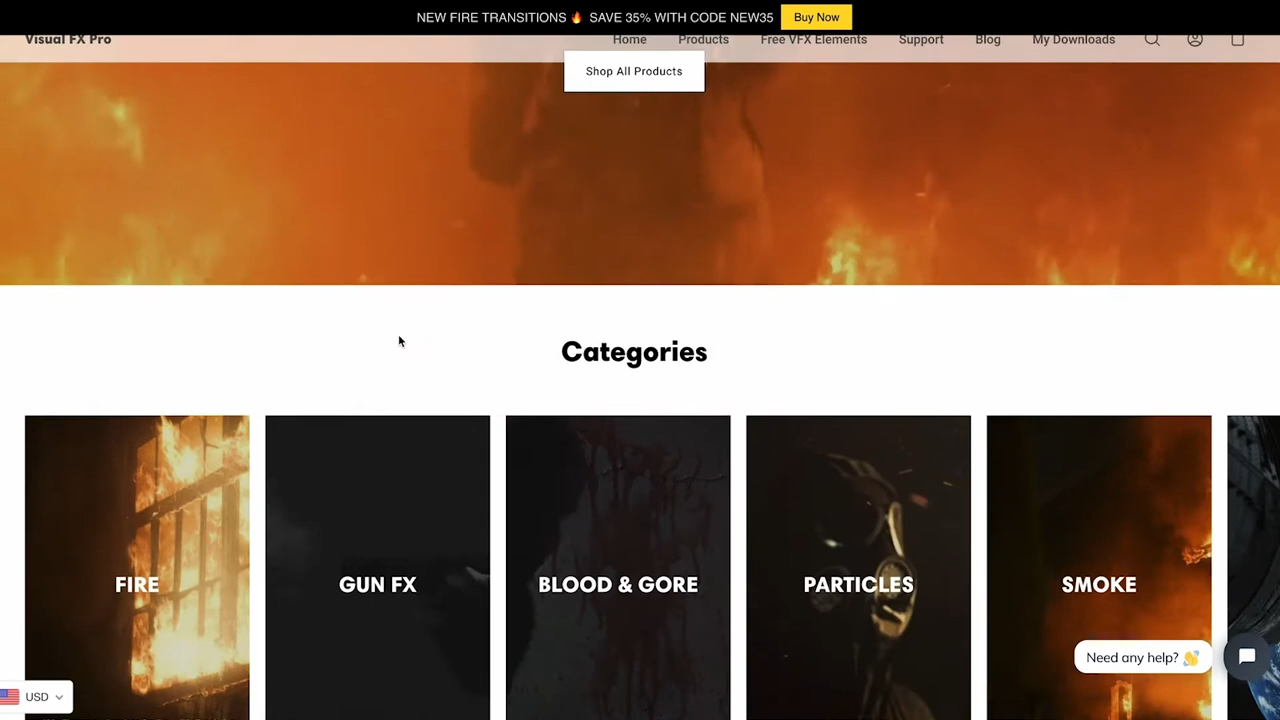 NEW FIRE TRANSITIONS 🔥 SAVE 35% WITH CODE NEW35 Buy Now
Visual FX Pro Home Products Free VFX Elements Support Blog My Downloads
Shop All Products
Categories
FIRE GUN FX BLOOD & GORE PARTICLES SMOKE
Need any help? 👋
USD